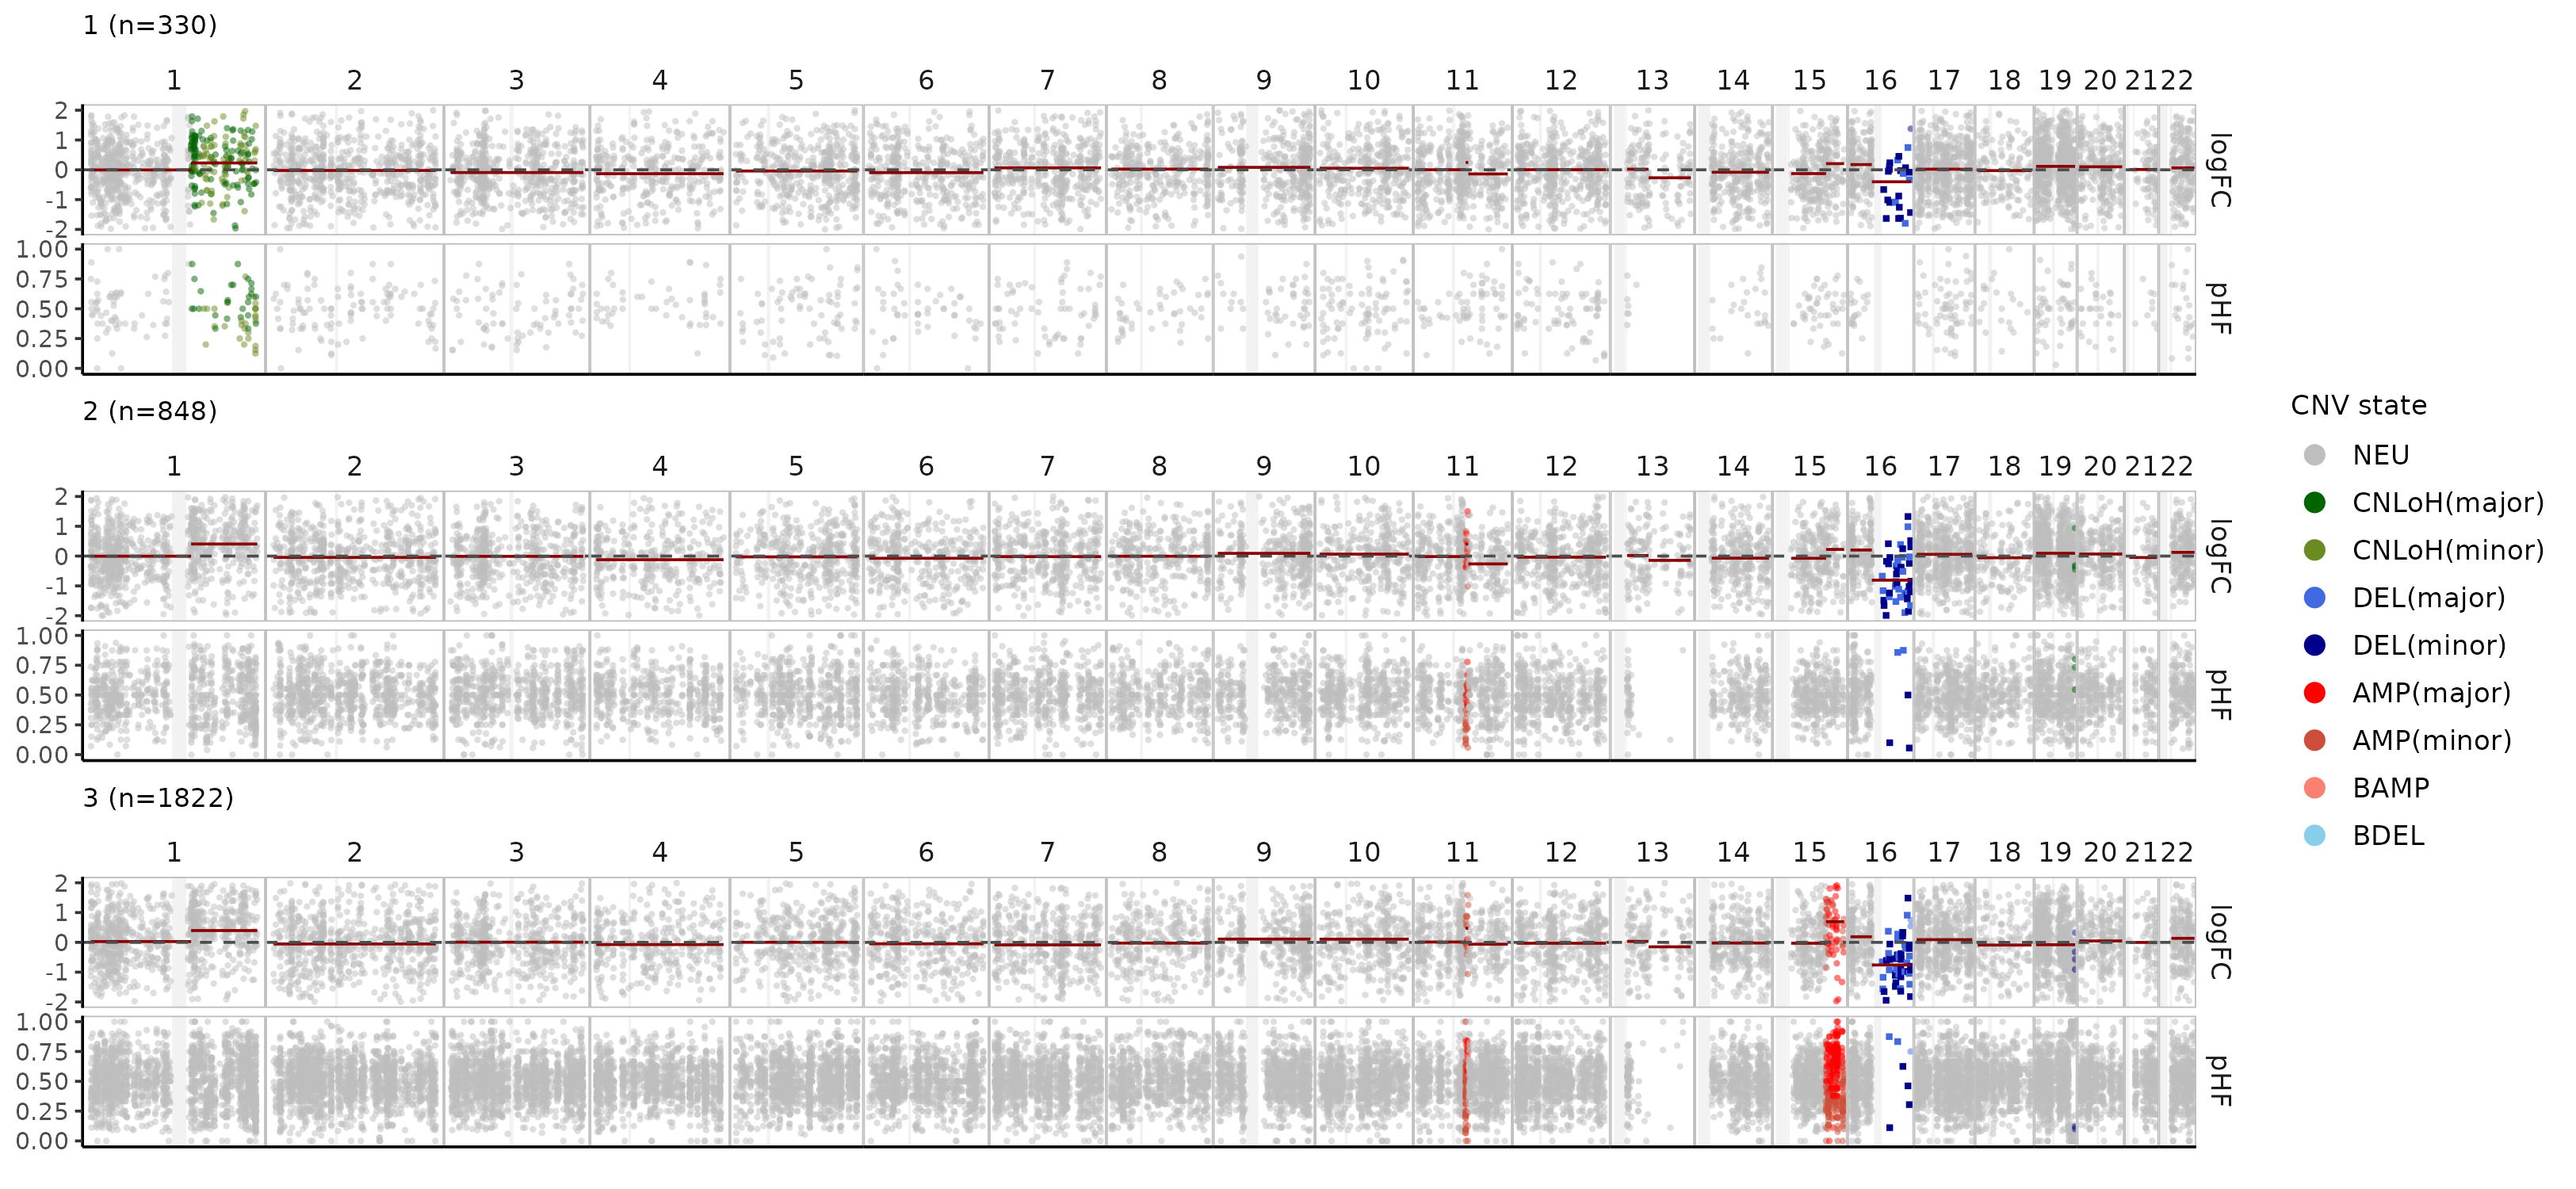 1 (n=330)
1 2 3 4 5 6 7 8 9 10 11 12 13 14 15 16 17 18 19 20 21 22
2
1
0
-1
-2
logFC
1.00
0.75
0.50
0.25
0.00
pHF
2 (n=848)
1 2 3 4 5 6 7 8 9 10 11 12 13 14 15 16 17 18 19 20 21 22
2
1
0
-1
-2
logFC
1.00
0.75
0.50
0.25
0.00
pHF
3 (n=1822)
1 2 3 4 5 6 7 8 9 10 11 12 13 14 15 16 17 18 19 20 21 22
2
1
0
-1
-2
logFC
1.00
0.75
0.50
0.25
0.00
pHF
CNV state
NEU
CNLoH(major)
CNLoH(minor)
DEL(major)
DEL(minor)
AMP(major)
AMP(minor)
BAMP
BDEL